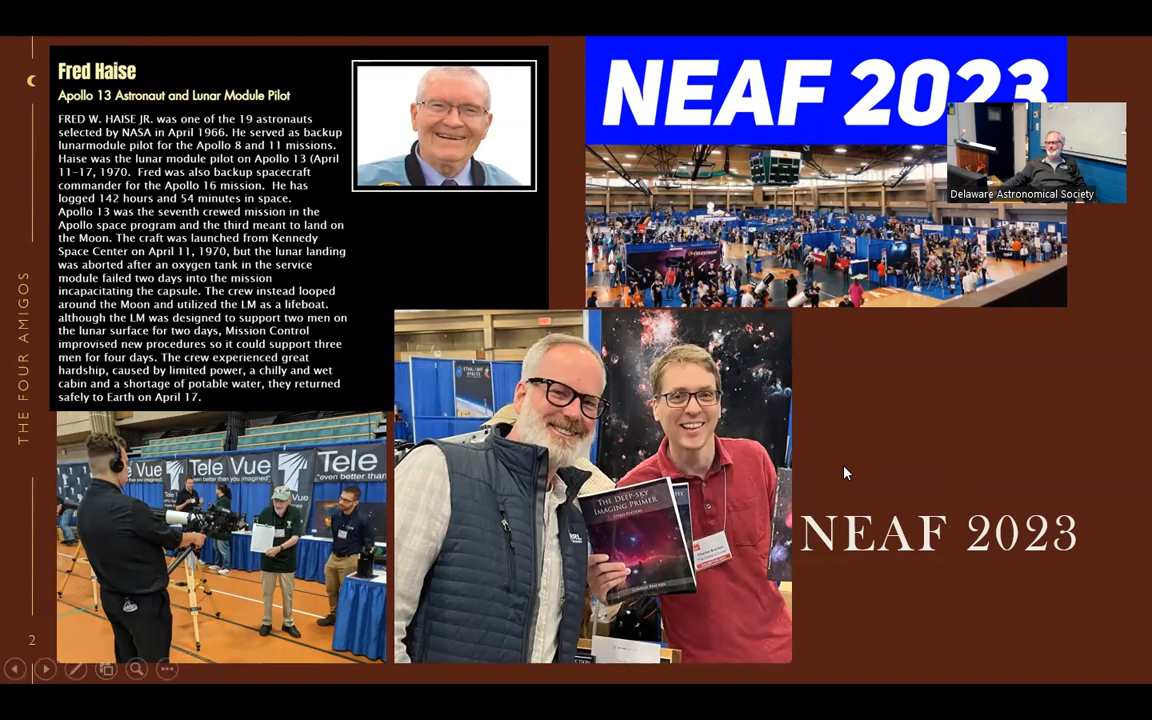 Fred Haise
Apollo 13 Astronaut and Lunar Module Pilot
FRED W. HAISE JR. was one of the 19 astronauts
selected by NASA in April 1966. He served as backup
lunarmodule pilot for the Apollo 8 and 11 missions.
Haise was the lunar module pilot on Apollo 13 (April
11-17, 1970. Fred was also backup spacecraft
commander for the Apollo 16 mission. He has
logged 142 hours and 54 minutes in space.
Apollo 13 was the seventh crewed mission in the
Apollo space program and the third meant to land on
the Moon. The craft was launched from Kennedy
Space Center on April 11, 1970, but the lunar landing
was aborted after an oxygen tank in the service
module failed two days into the mission
incapacitating the capsule. The crew instead looped
around the Moon and utilized the LM as a lifeboat.
although the LM was designed to support two men on
the lunar surface for two days, Mission Control
improvised new procedures so it could support three
men for four days. The crew experienced great
hardship, caused by limited power, a chilly and wet
cabin and a shortage of potable water, they returned
safely to Earth on April 17.
NEAF 2023
Delaware Astronomical Society
THE FOUR AMIGOS
2
Vue
Tele Vue
Tele
"even better than
THE DEEP-SKY
IMAGING PRIMER
NEAF 2023